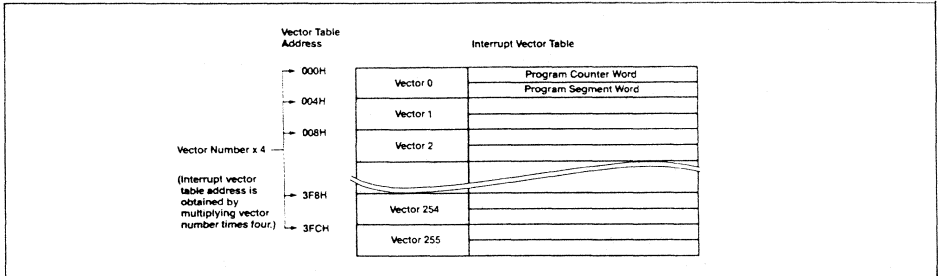 Vector Table
Address
Interrupt Vector Table
000H
Vector 0
Program Counter Word
Program Segment Word
004H
Vector 1
008H
Vector 2
Vector Number x 4
(Interrupt vector
table address is
obtained by
multiplying vector
number times four.)
3F8H
Vector 254
3FCH
Vector 255